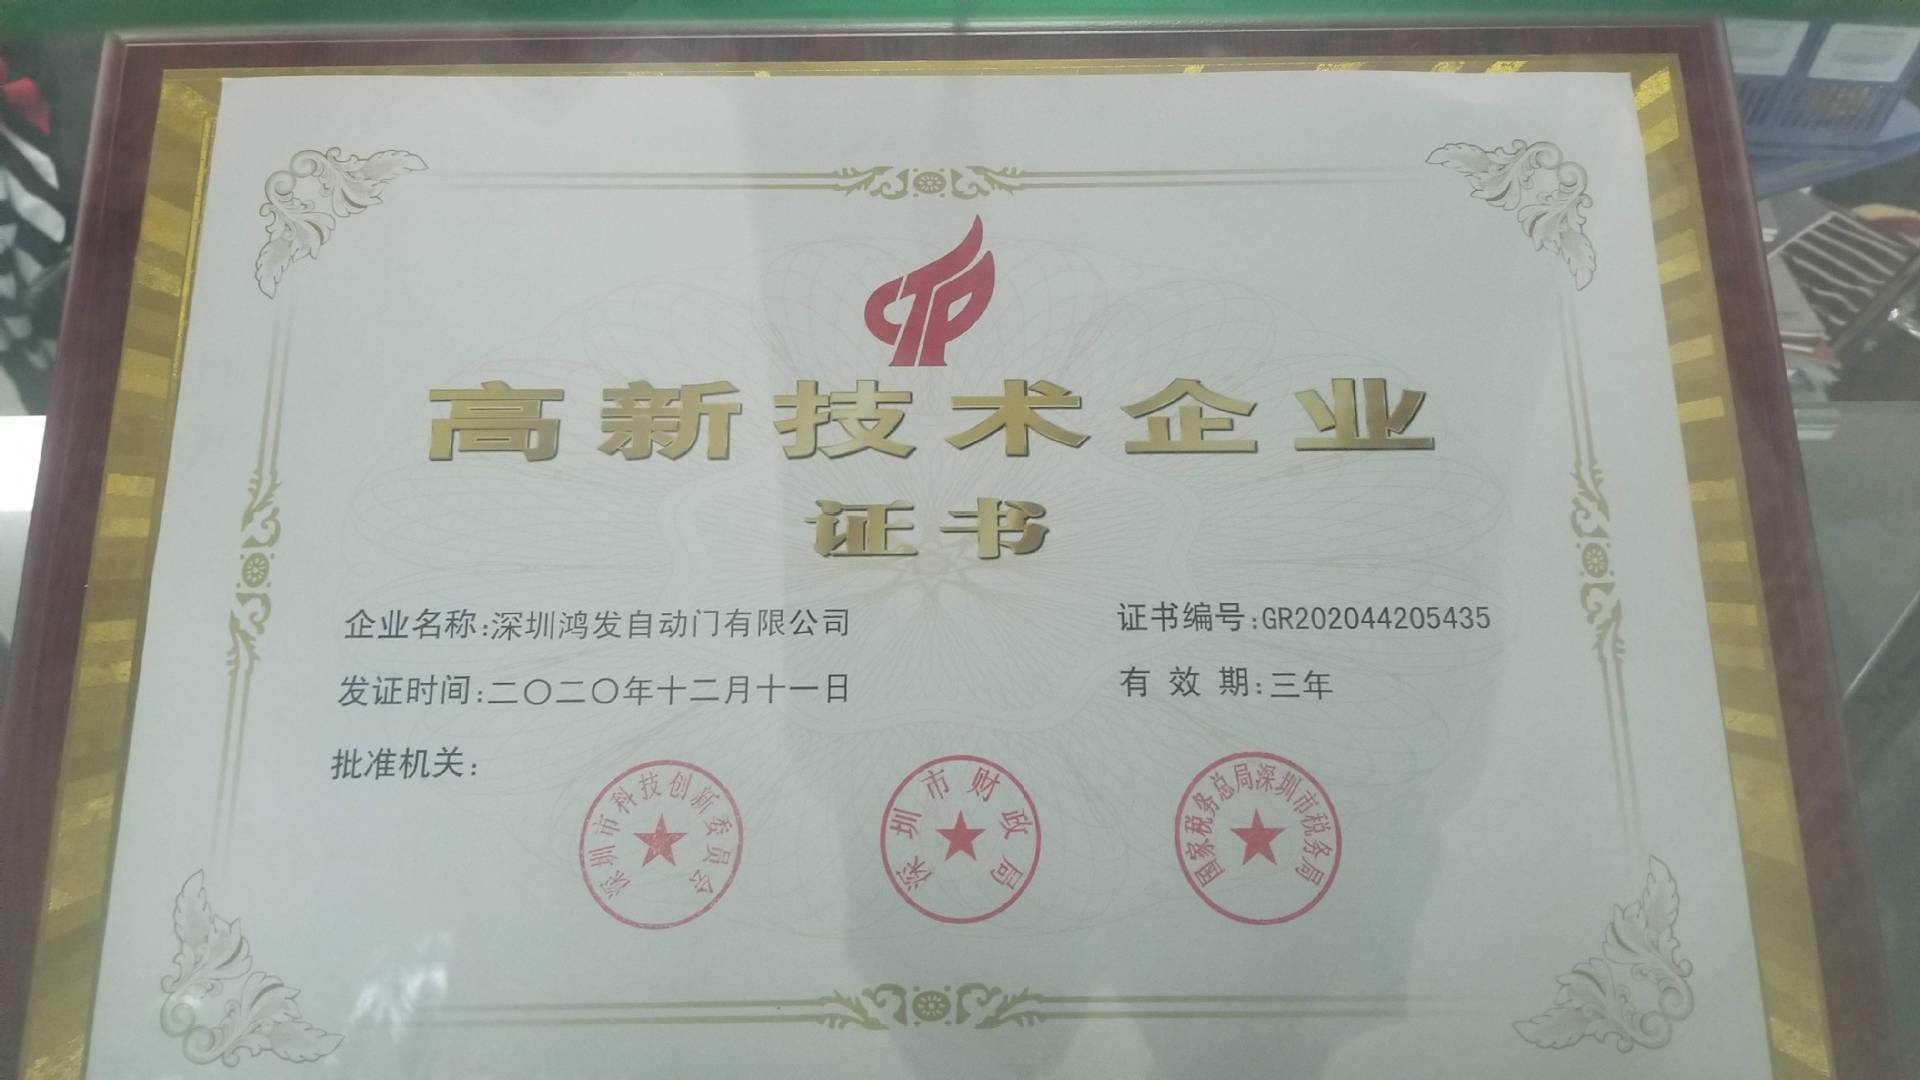 CTP
高新技术企业
证书
企业名称:深圳鸿发自动门有限公司
证书编号:GR202044205435
发证时间:二〇二〇年十二月十一日
有效期:三年
批准机关:
深圳市科技创新委员会
深圳市财政局
国家税务总局深圳市税务局